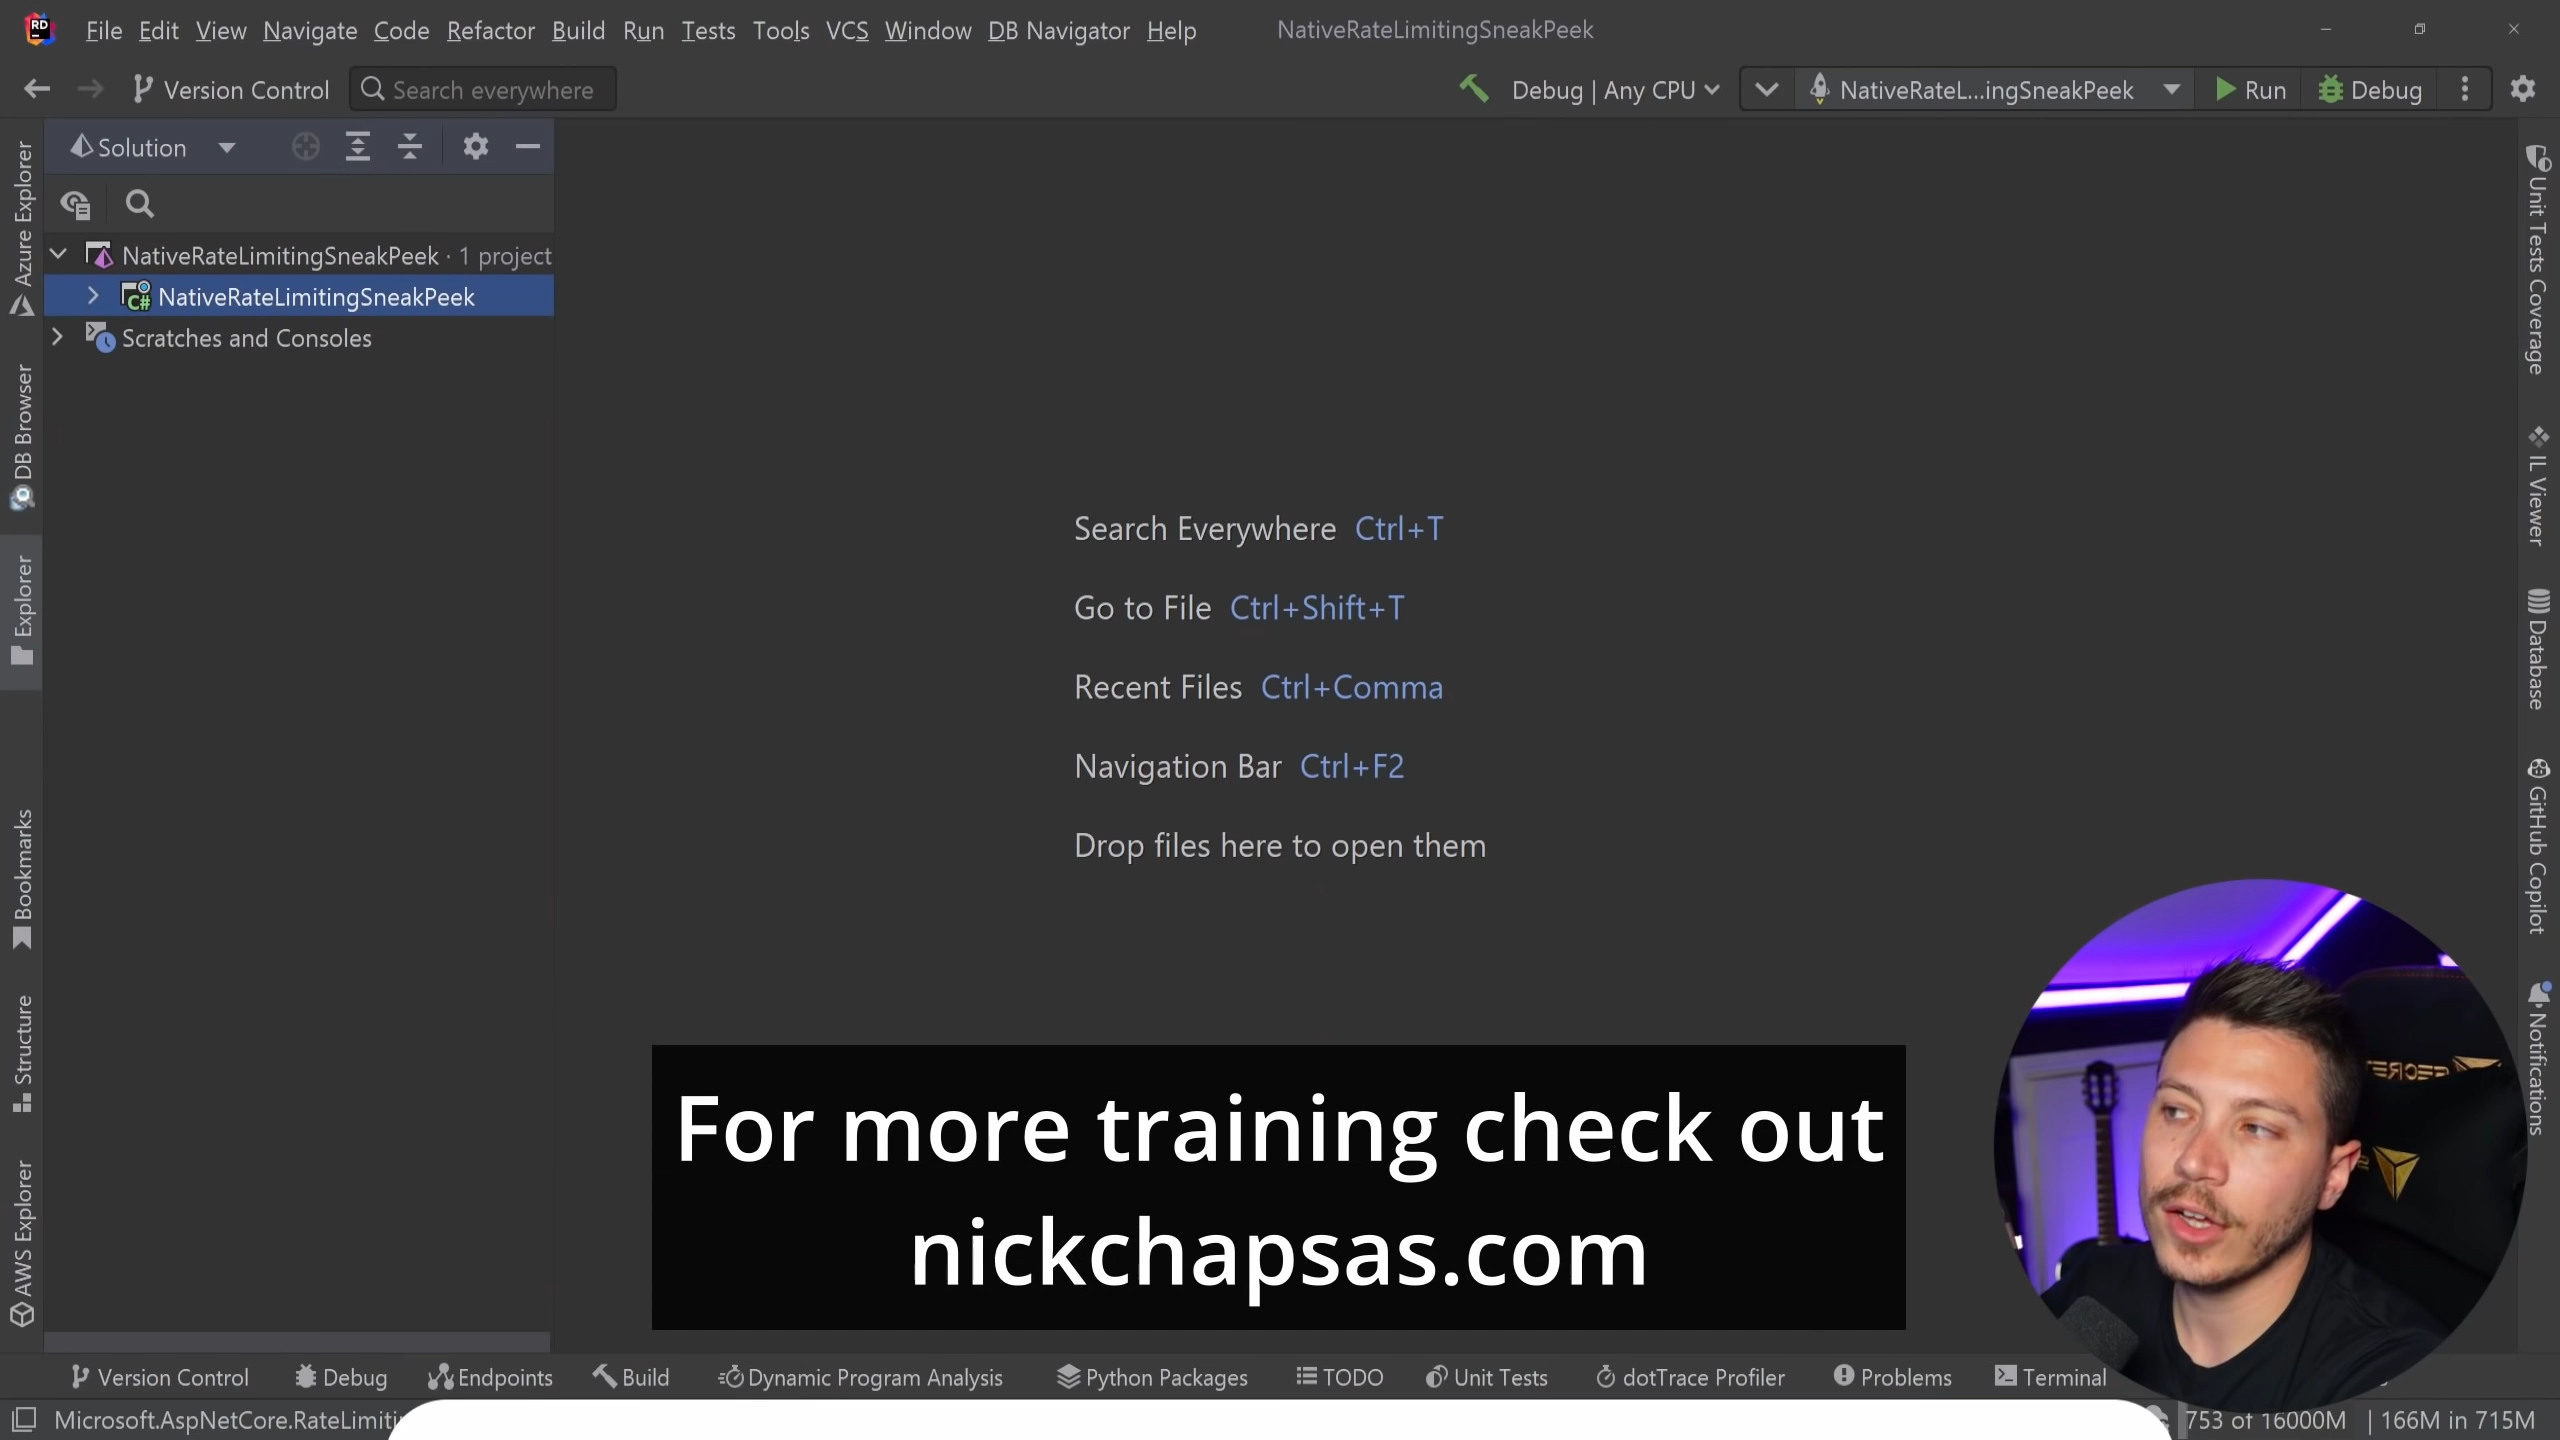 File Edit View Navigate Code Refactor Build Run Tests Tools VCS Window DB Navigator Help NativeRateLimitingSneakPeek
Version Control Search everywhere Debug | Any CPU NativeRateL...ingSneakPeek Run Debug
Solution
NativeRateLimitingSneakPeek · 1 project
NativeRateLimitingSneakPeek
Scratches and Consoles
Azure Explorer
DB Browser
Explorer
Bookmarks
Structure
AWS Explorer
Search Everywhere Ctrl+T
Go to File Ctrl+Shift+T
Recent Files Ctrl+Comma
Navigation Bar Ctrl+F2
Drop files here to open them
Unit Tests Coverage
IL Viewer
Database
GitHub Copilot
Notifications
For more training check out
nickchapsas.com
Version Control Debug Endpoints Build Dynamic Program Analysis Python Packages TODO Unit Tests dotTrace Profiler Problems Terminal
Microsoft.AspNetCore.RateLimiti 753 of 16000M | 166M in 715M